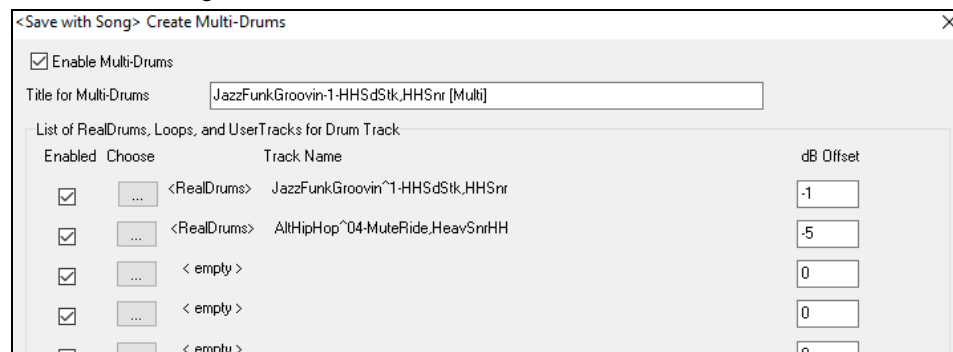 <Save with Song> Create Multi-Drums
Enable Multi-Drums
Title for Multi-Drums JazzFunkGroovin-1-HHSdStk,HHSnr [Multi]
List of RealDrums, Loops, and UserTracks for Drum Track
Enabled Choose Track Name dB Offset
... <RealDrums> JazzFunkGroovin^1-HHSdStk,HHSnr -1
... <RealDrums> AltHipHop^04-MuteRide,HeavSnrHH -5
... < empty > 0
... < empty > 0
< empty >